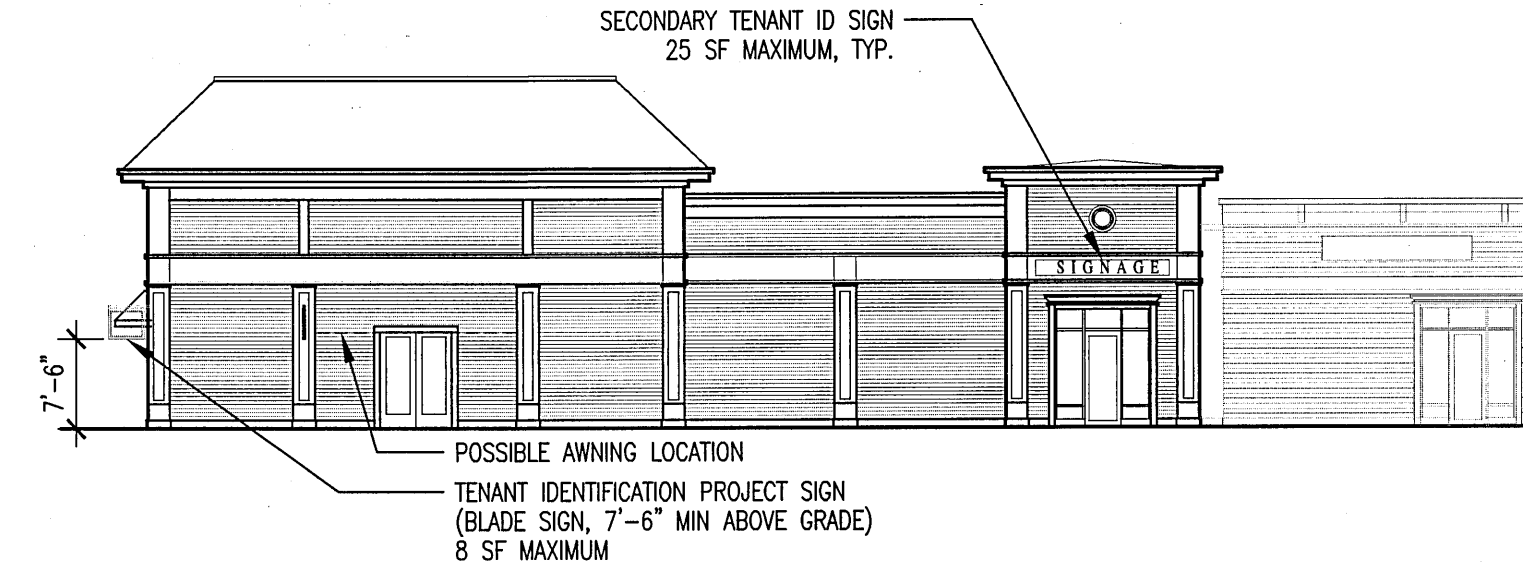 SECONDARY TENANT ID SIGN
25 SF MAXIMUM, TYP.
SIGNAGE
7'-6"
POSSIBLE AWNING LOCATION
TENANT IDENTIFICATION PROJECT SIGN
(BLADE SIGN, 7'-6" MIN ABOVE GRADE)
8 SF MAXIMUM